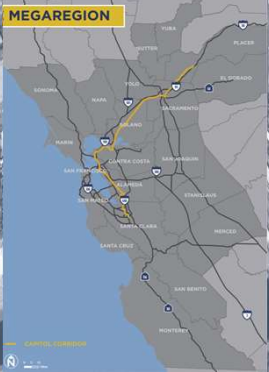 MEGAREGION
YUBA
PLACER
SUTTER
EL DORADO
YOLO
SONOMA
NAPA
SACRAMENTO
SOLANO
MARIN
CONTRA COSTA
SAN JOAQUIN
SAN FRANCISCO
ALAMEDA
SAN MATEO
STANISLAUS
SANTA CLARA
MERCED
SANTA CRUZ
SAN BENITO
MONTEREY
CAPITOL CORRIDOR
N